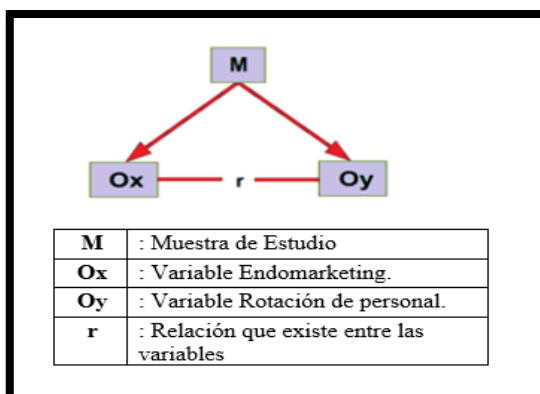 M
Ox r Oy
M : Muestra de Estudio
Ox : Variable Endomarketing.
Oy : Variable Rotación de personal.
r : Relación que existe entre las
variables